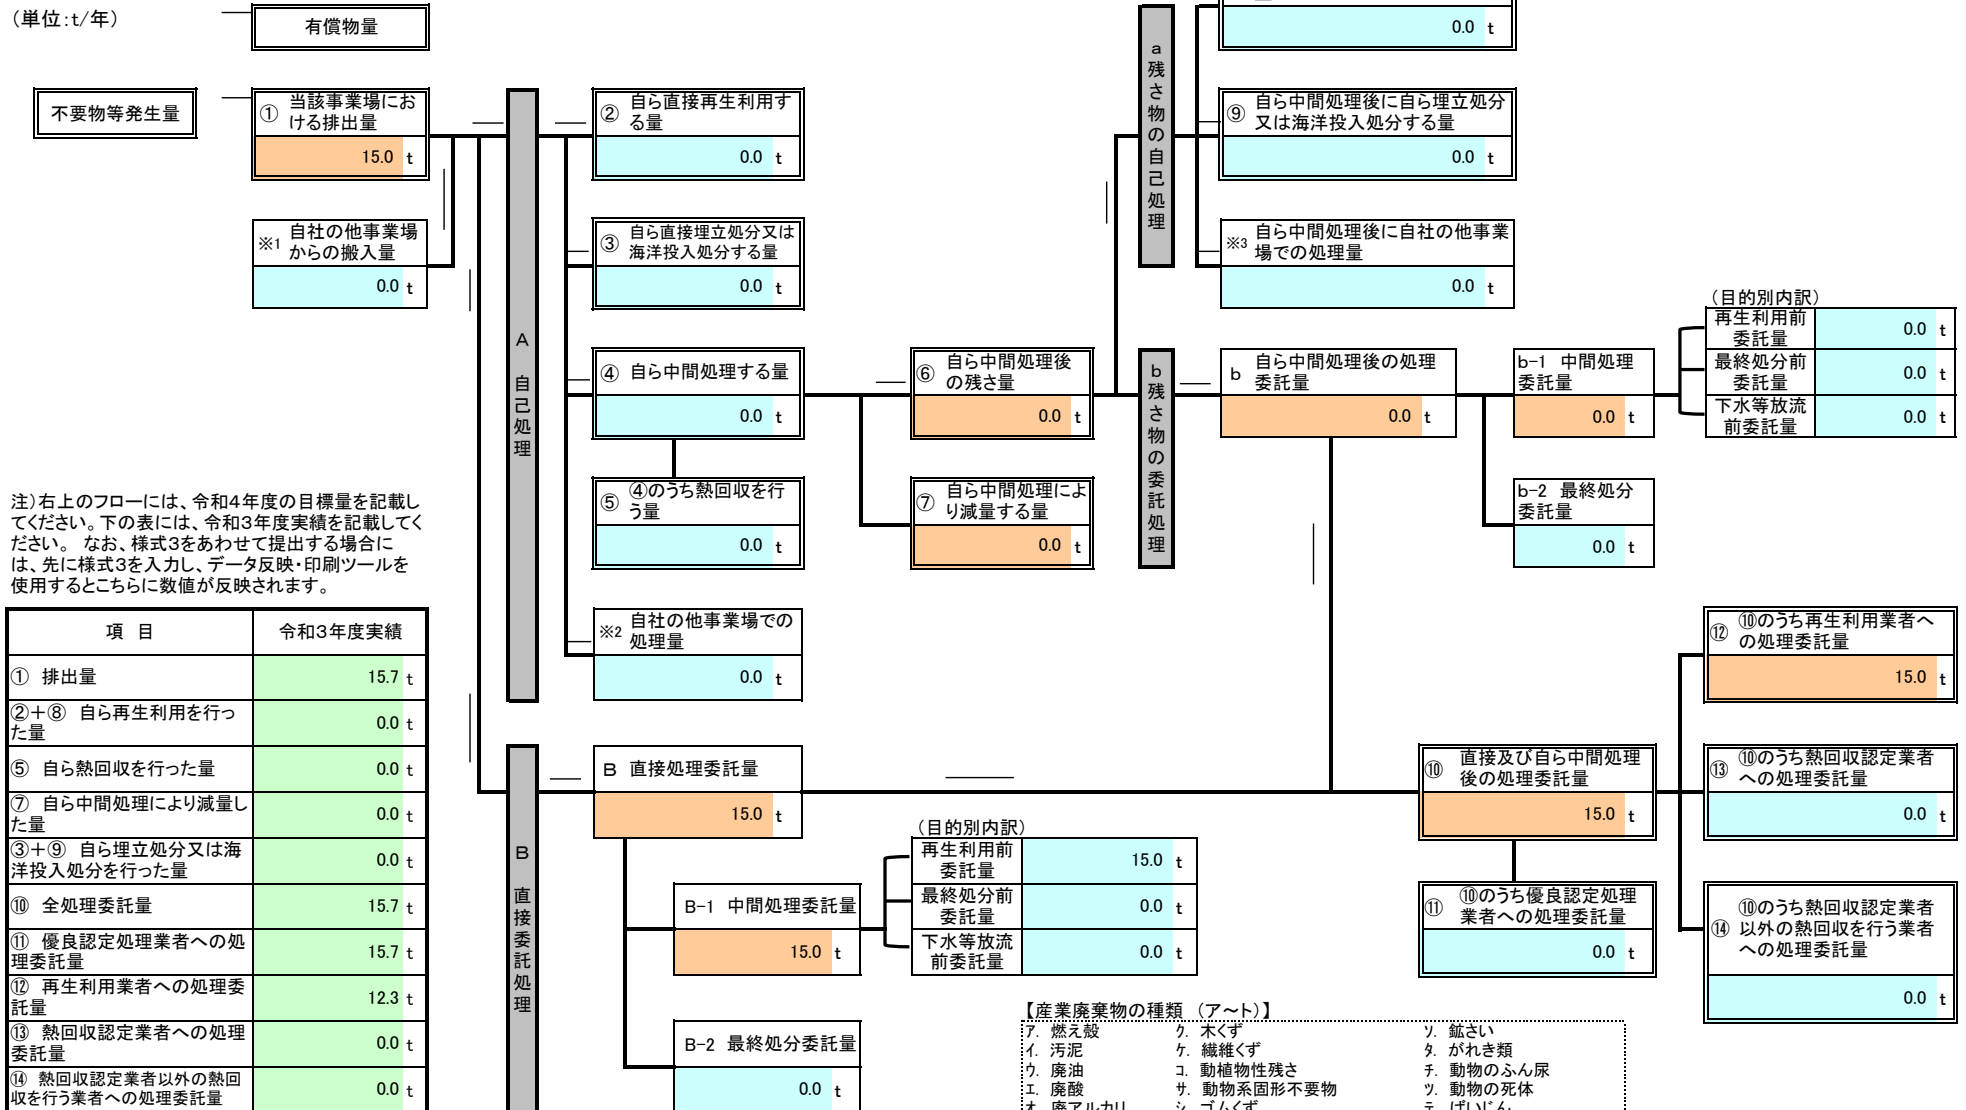 （単位：t/年）
有償物量
0.0 t
不要物等発生量
① 当該事業場にお
ける排出量
15.0 t
※1 自社の他事業場
からの搬入量
0.0 t
A 自己処理
② 自ら直接再生利用す
る量
0.0 t
③ 自ら直接埋立処分又は
海洋投入処分する量
0.0 t
④ 自ら中間処理する量
0.0 t
⑤ ④のうち熱回収を行
う量
0.0 t
※2 自社の他事業場での
処理量
0.0 t
⑥ 自ら中間処理後
の残さ量
0.0 t
⑦ 自ら中間処理によ
り減量する量
0.0 t
a 残さ物の自己処理
⑨ 自ら中間処理後に自ら埋立処分
又は海洋投入処分する量
0.0 t
※3 自ら中間処理後に自社の他事業
場での処理量
0.0 t
b 残さ物の委託処理
b 自ら中間処理後の処理
委託量
0.0 t
b-1 中間処理
委託量
0.0 t
b-2 最終処分
委託量
0.0 t
（目的別内訳）
再生利用前
委託量 0.0 t
最終処分前
委託量 0.0 t
下水等放流
前委託量 0.0 t
注）右上のフローには、令和４年度の目標量を記載し
てください。下の表には、令和３年度実績を記載してく
ださい。 なお、様式３をあわせて提出する場合に
は、先に様式３を入力し、データ反映・印刷ツールを
使用するとこちらに数値が反映されます。
項 目 令和３年度実績
① 排出量 15.7 t
②＋⑧ 自ら再生利用を行っ
た量 0.0 t
⑤ 自ら熱回収を行った量 0.0 t
⑦ 自ら中間処理により減量し
た量 0.0 t
③＋⑨ 自ら埋立処分又は海
洋投入処分を行った量 0.0 t
⑩ 全処理委託量 15.7 t
⑪ 優良認定処理業者への処
理委託量 15.7 t
⑫ 再生利用業者への処理委
託量 12.3 t
⑬ 熱回収認定業者への処理
委託量 0.0 t
⑭ 熱回収認定業者以外の熱回
収を行う業者への処理委託量 0.0 t
B 直接委託処理
B 直接処理委託量
15.0 t
B-1 中間処理委託量
15.0 t
B-2 最終処分委託量
0.0 t
（目的別内訳）
再生利用前
委託量 15.0 t
最終処分前
委託量 0.0 t
下水等放流
前委託量 0.0 t
⑩ 直接及び自ら中間処理
後の処理委託量
15.0 t
⑪ ⑩のうち優良認定処理
業者への処理委託量
0.0 t
⑫ ⑩のうち再生利用業者へ
の処理委託量
15.0 t
⑬ ⑩のうち熱回収認定業者
への処理委託量
0.0 t
⑭ ⑩のうち熱回収認定業者
以外の熱回収を行う業者
への処理委託量
0.0 t
【産業廃棄物の種類 （ア～ト）】
ｱ. 燃え殻 ｸ. 木くず ｿ. 鉱さい
ｲ. 汚泥 ｹ. 繊維くず ﾀ. がれき類
ｳ. 廃油 ｺ. 動植物性残さ ﾁ. 動物のふん尿
ｴ. 廃酸 ｻ. 動物系固形不要物 ﾂ. 動物の死体
ｵ. 廃アルカリ ｼ. ゴムくず ﾃ. ばいじん